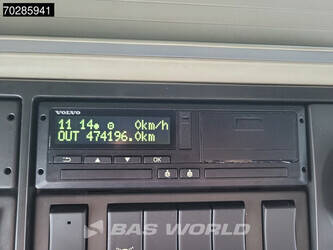 70285941
VOLVO
11 14 0km/h
OUT 474196.0km
OK
BAS WORLD